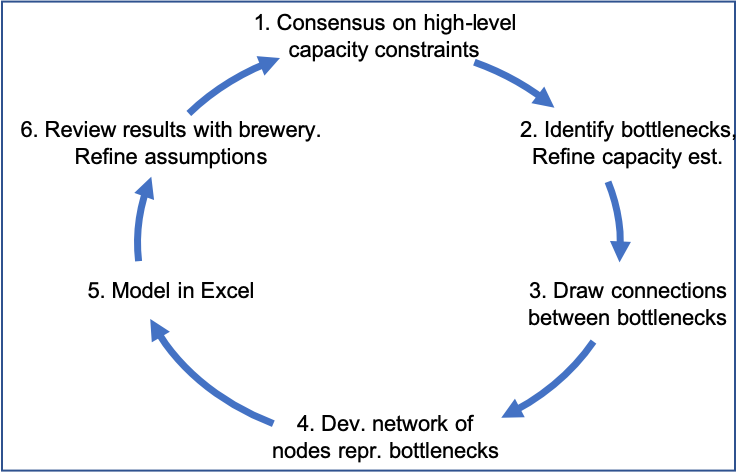 1. Consensus on high-level
capacity constraints
2. Identify bottlenecks,
Refine capacity est.
3. Draw connections
between bottlenecks
4. Dev. network of
nodes repr. bottlenecks
5. Model in Excel
6. Review results with brewery.
Refine assumptions